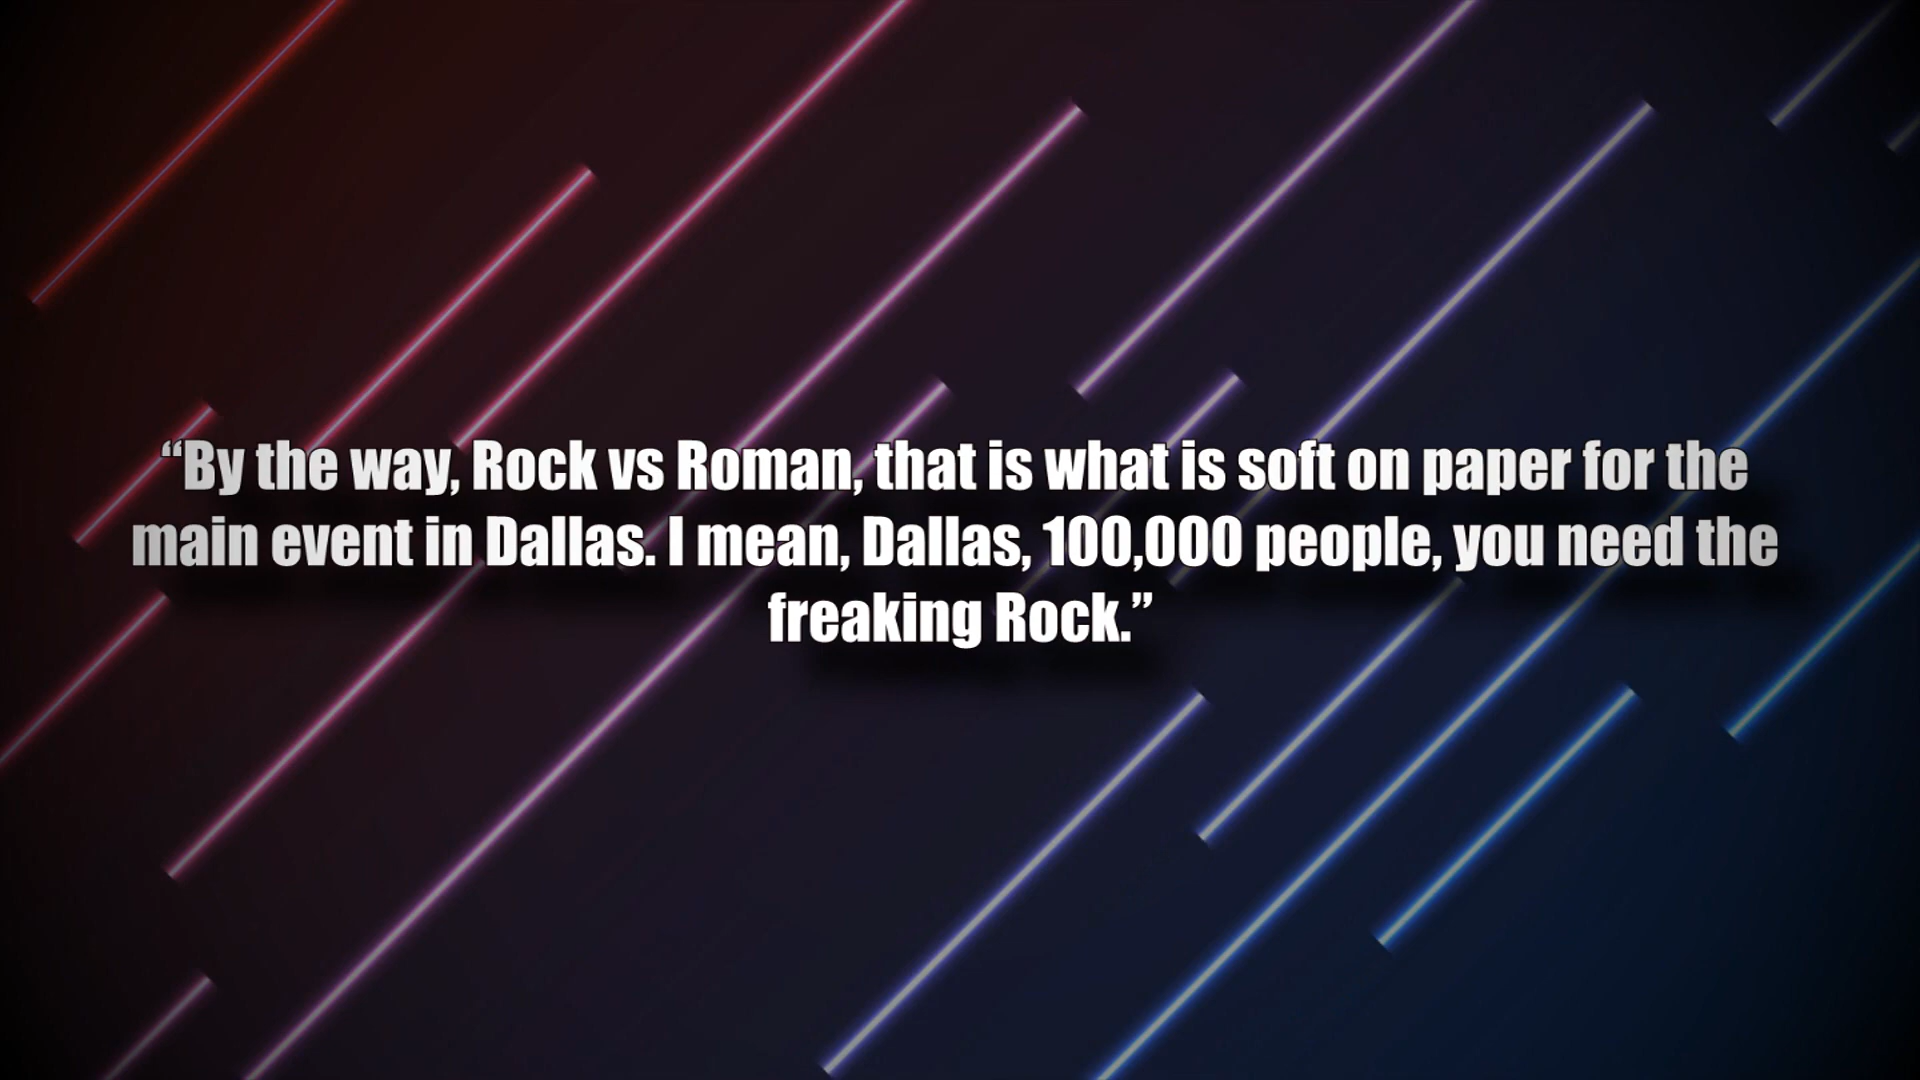 “By the way, Rock vs Roman, that is what is soft on paper for the
main event in Dallas. I mean, Dallas, 100,000 people, you need the
freaking Rock.”